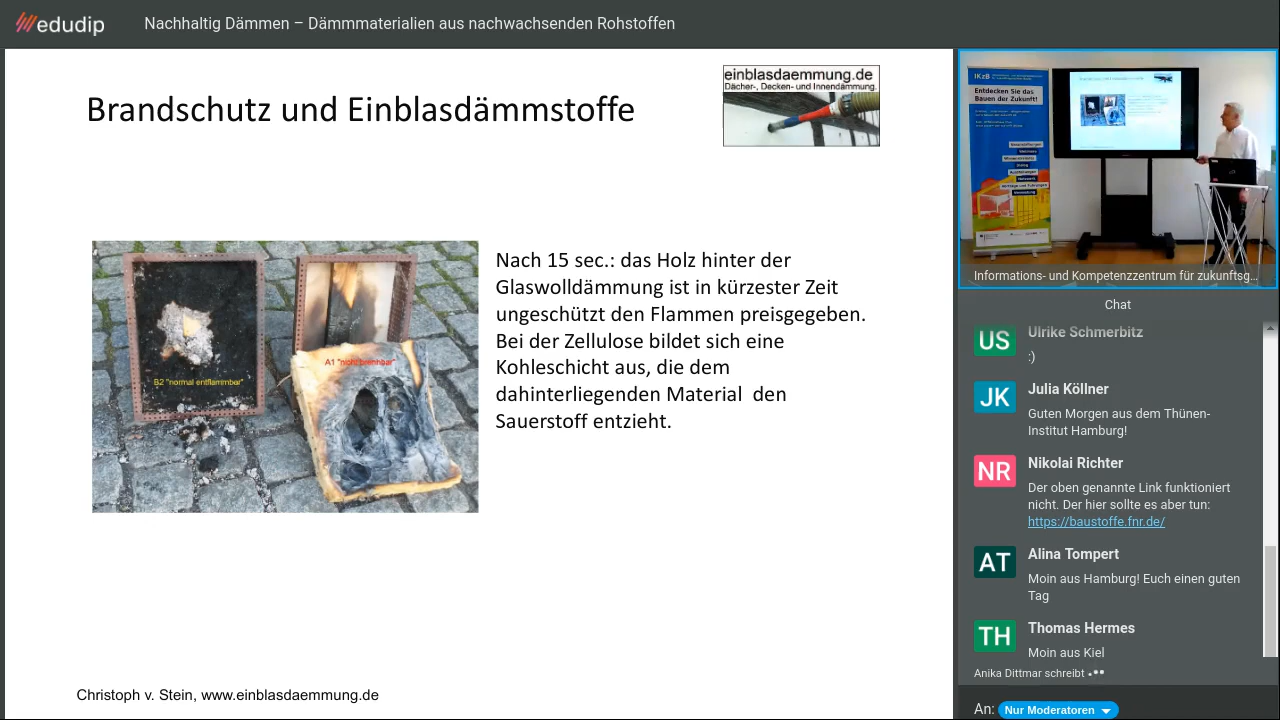 edudip
Nachhaltig Dämmen – Dämmmaterialien aus nachwachsenden Rohstoffen
Brandschutz und Einblasdämmstoffe
einblasdaemmung.de
Dächer-, Decken- und Innendämmung.
B2 "normal entflammbar"
A1 "nicht brennbar"
Nach 15 sec.: das Holz hinter der
Glaswolldämmung ist in kürzester Zeit
ungeschützt den Flammen preisgegeben.
Bei der Zellulose bildet sich eine
Kohleschicht aus, die dem
dahinterliegenden Material den
Sauerstoff entzieht.
Christoph v. Stein, www.einblasdaemmung.de
IKzB
Entdecken Sie das
Bauen der Zukunft!
Informations- und Kompetenzzentrum für zukunftsg...
Chat
US
Ulrike Schmerbitz
:)
JK
Julia Köllner
Guten Morgen aus dem Thünen-
Institut Hamburg!
NR
Nikolai Richter
Der oben genannte Link funktioniert
nicht. Der hier sollte es aber tun:
https://baustoffe.fnr.de/
AT
Alina Tompert
Moin aus Hamburg! Euch einen guten
Tag
TH
Thomas Hermes
Moin aus Kiel
Anika Dittmar schreibt
An: Nur Moderatoren